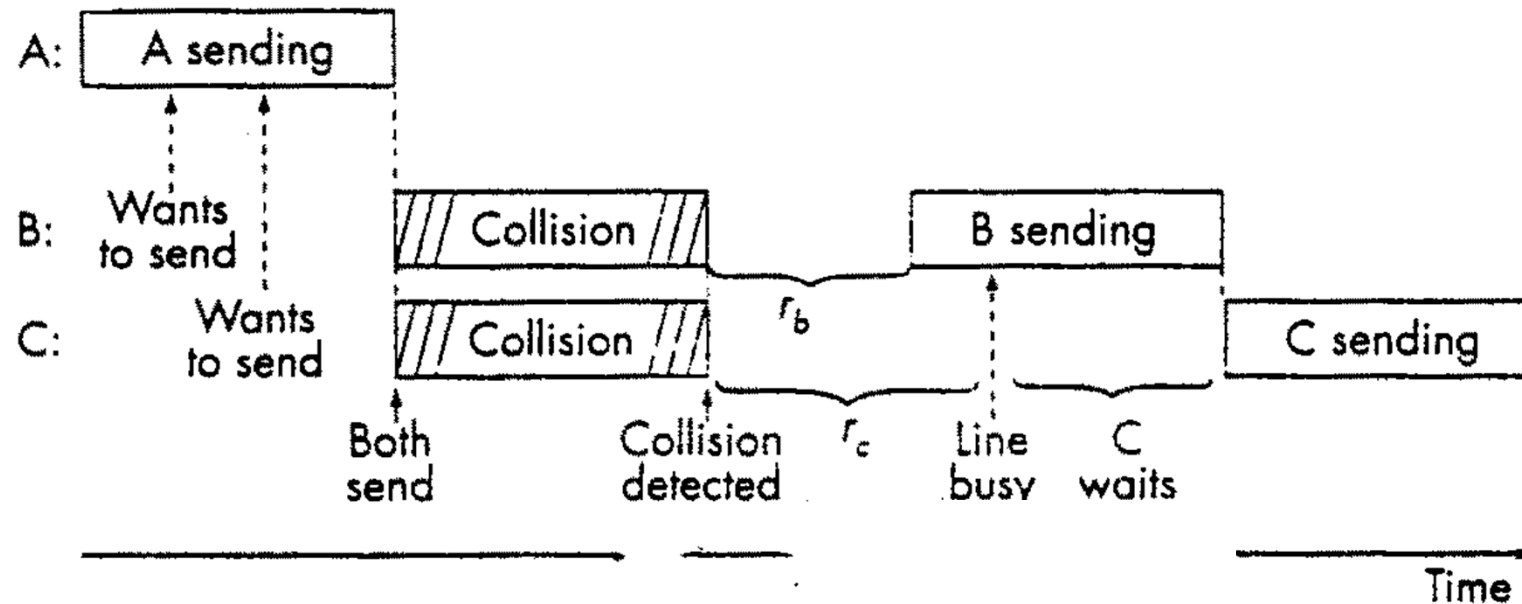 A: A sending
Wants
to send
B: Collision B sending
r_b
Wants
to send
C: Collision C sending
r_c
Both
send
Collision
detected
Line
busy
C
waits
Time